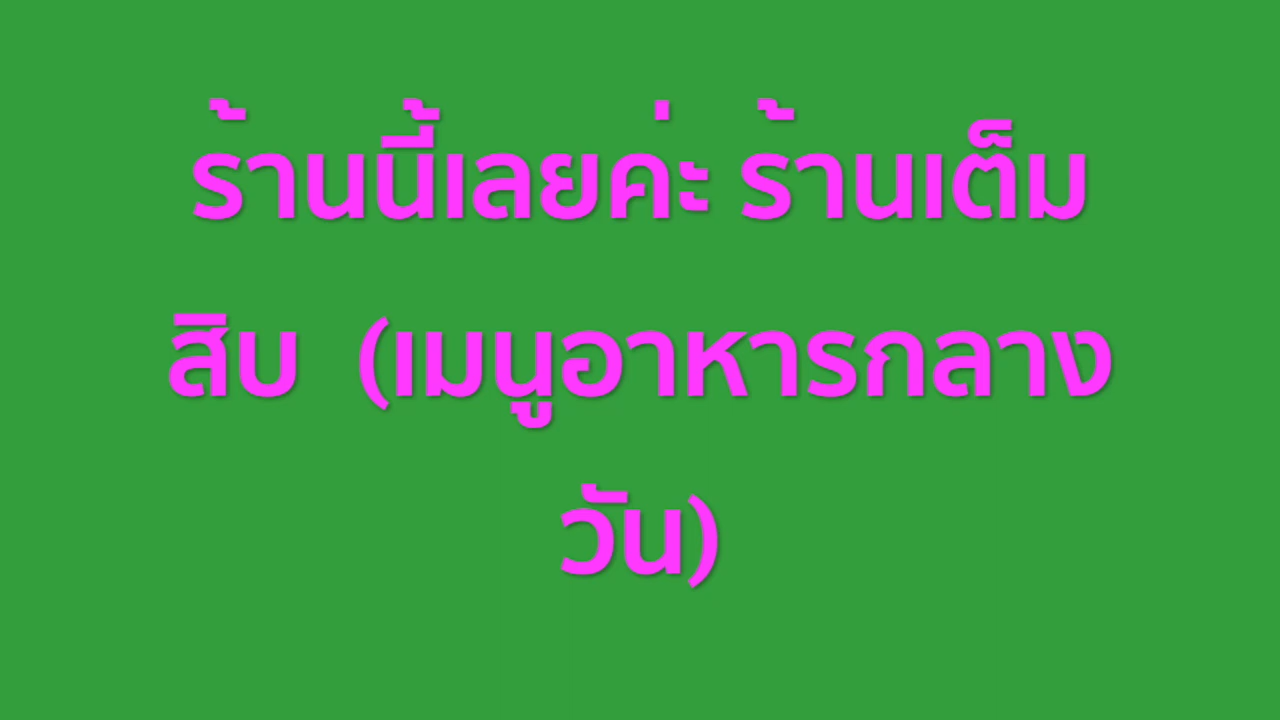 ร้านนี้เลยค่ะ ร้านเต็ม
สิบ  (เมนูอาหารกลาง
วัน)